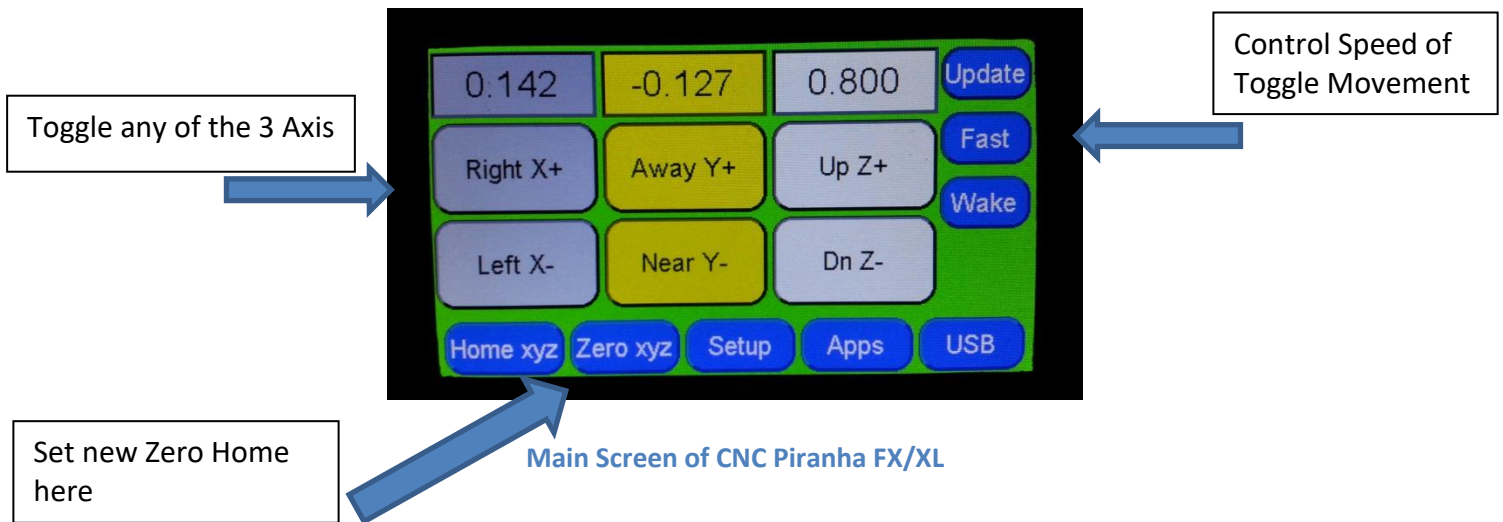 Control Speed of
Toggle Movement
Toggle any of the 3 Axis
0.142 -0.127 0.800 Update
Fast
Right X+ Away Y+ Up Z+
Wake
Left X- Near Y- Dn Z-
Home xyz Zero xyz Setup Apps USB
Set new Zero Home
here
Main Screen of CNC Piranha FX/XL